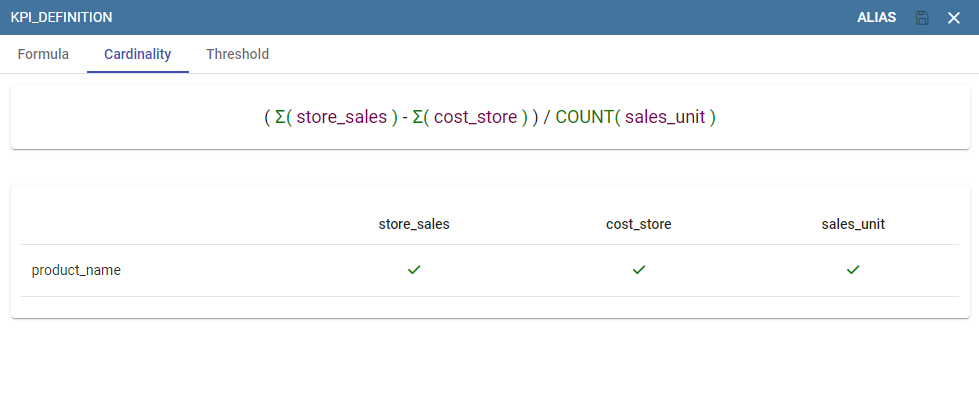 KPI_DEFINITION ALIAS
Formula Cardinality Threshold
( Σ( store_sales ) - Σ( cost_store ) ) / COUNT( sales_unit )
store_sales cost_store sales_unit
product_name